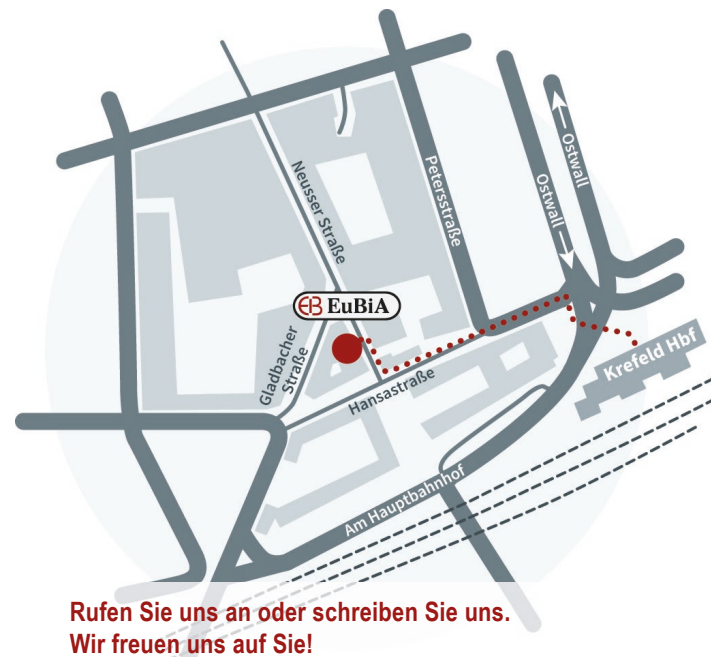 Neusser Straße
Petersstraße
Ostwall
Ostwall
EB EuBiA
Gladbacher
Straße
Hansastraße
Krefeld Hbf
Am Hauptbahnhof
Rufen Sie uns an oder schreiben Sie uns.
Wir freuen uns auf Sie!